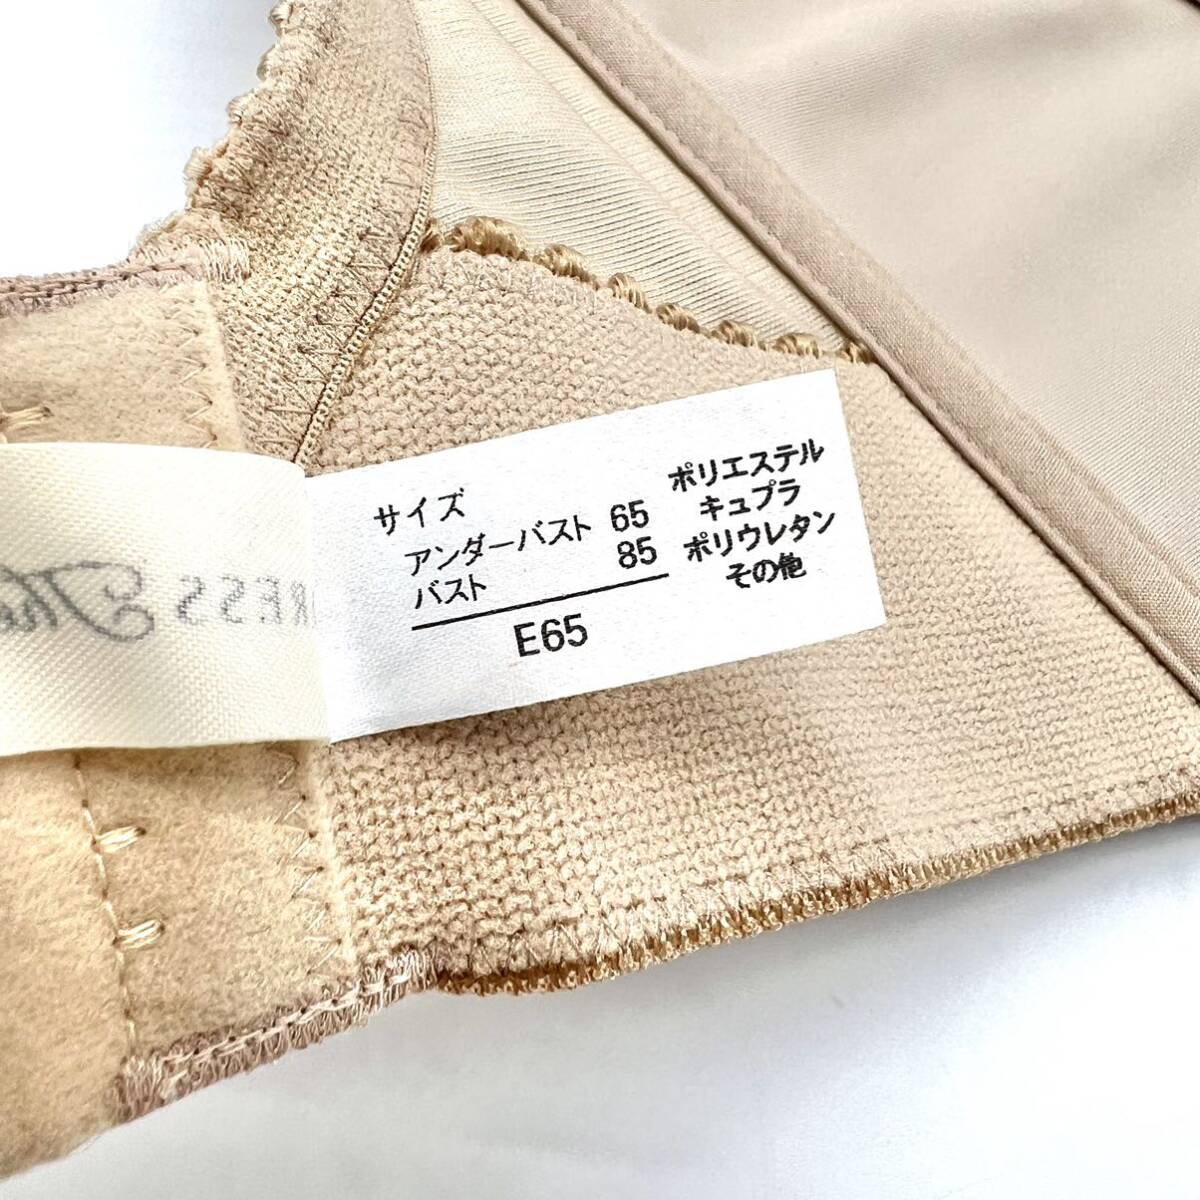 サイズ
アンダーバスト 65
バスト 85
E65
ポリエステル
キュプラ
ポリウレタン
その他
RESS